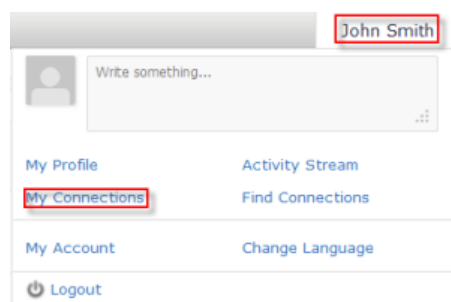 John Smith
Write something...
My Profile
Activity Stream
My Connections
Find Connections
My Account
Change Language
Logout